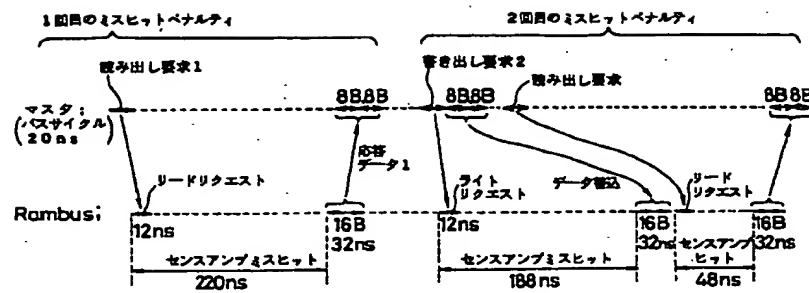 1回目のミスヒットペナルティ
2回目のミスヒットペナルティ
読み出し要求1
書き出し要求2
読み出し要求
8B8B
8B8B
8B8B
マスタ;
(バスサイクル
20ns)
応答
データ1
リードリクエスト
ライト
リクエスト
データ書込
リード
リクエスト
Rambus;
12ns
16B
32ns
12ns
16B
32ns
センスアンプ
ヒット
16B
32ns
センスアンプミスヒット
220ns
センスアンプミスヒット
188ns
48ns